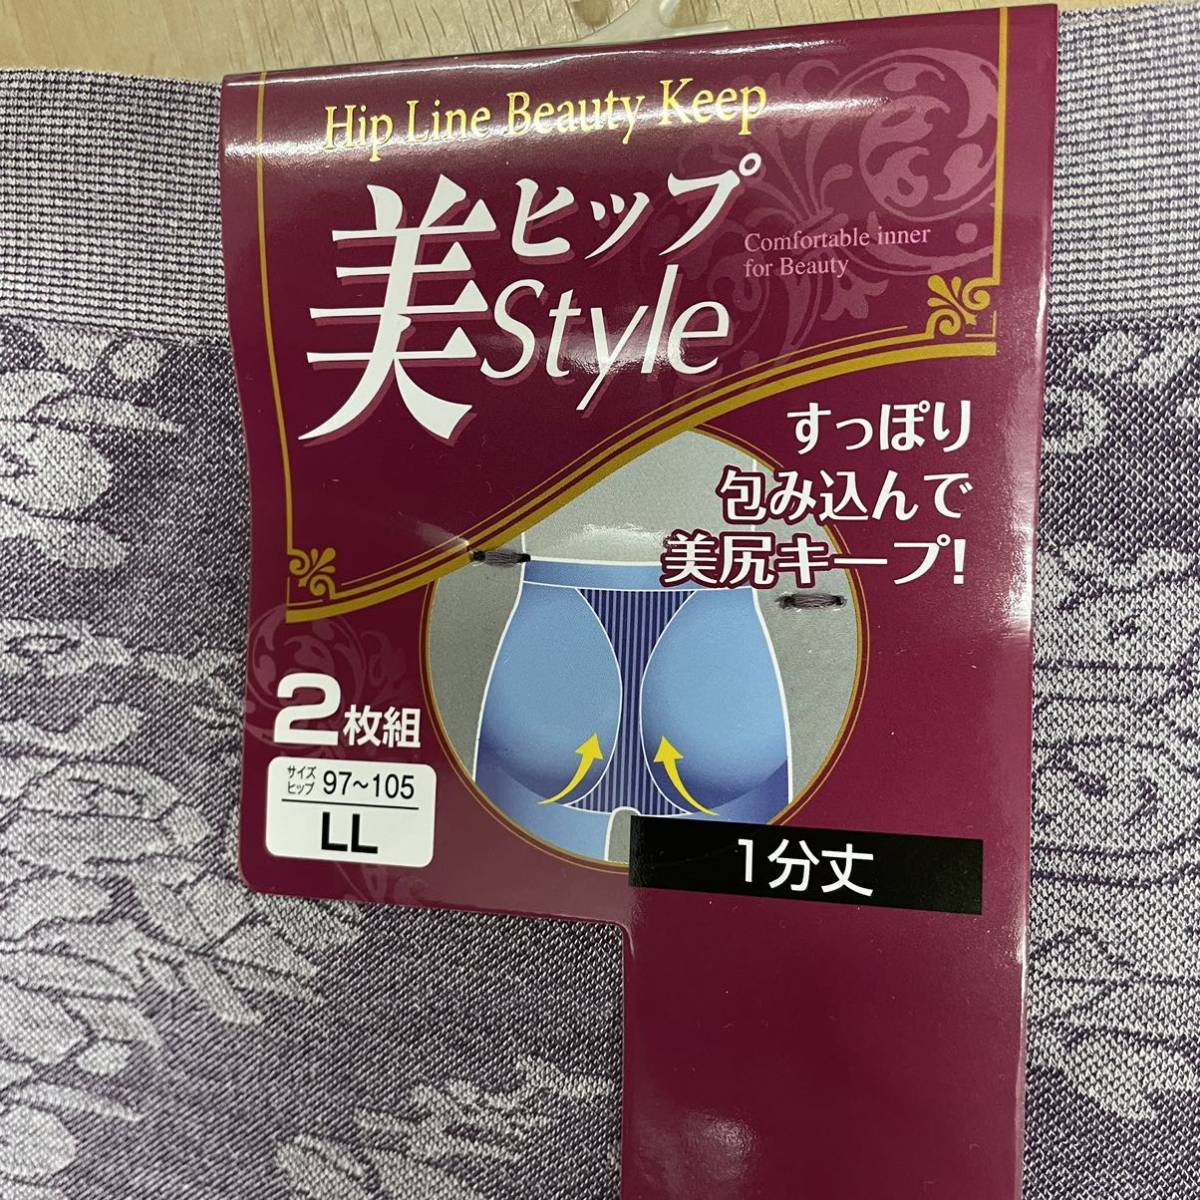 Hip Line Beauty Keep
美ヒップ
Style
Comfortable inner
for Beauty
すっぽり
包み込んで
美尻キープ!
2枚組
サイズ
ヒップ 97~105
LL
1分丈